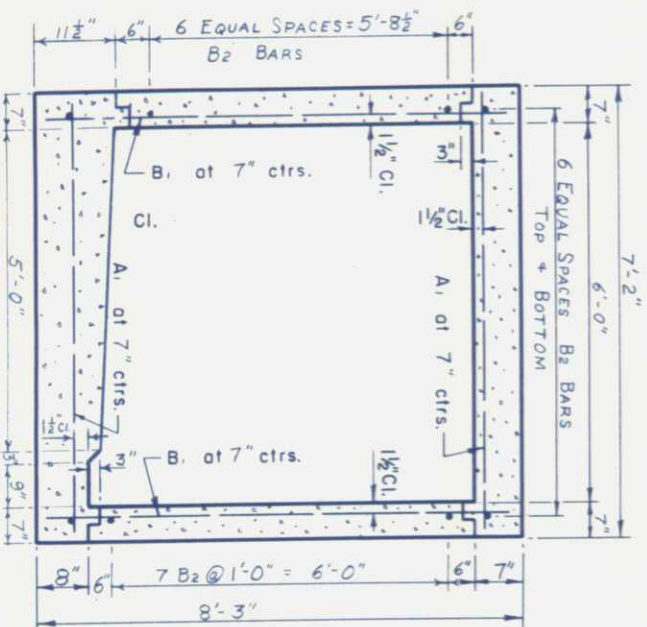 11½" 6" 6 EQUAL SPACES = 5'-8½" 6"
B2 BARS
7"
5'-0"
3"
9"
7"
B1 at 7" ctrs.
Cl.
A1 at 7" ctrs.
1½" Cl.
3"
B1 at 7" ctrs.
1½" Cl.
3"
1½" Cl.
A1 at 7" ctrs.
1½" Cl.
7"
6 EQUAL SPACES B2 BARS
TOP & BOTTOM
6'-0"
7'-2"
7"
8" 6" 7 B2 @ 1'-0" = 6'-0" 6" 7"
8'-3"